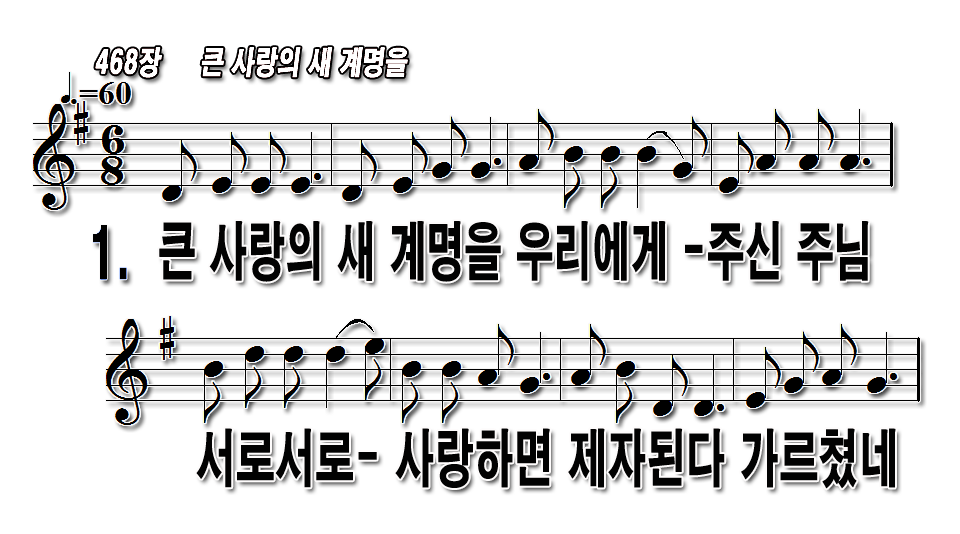 468장 큰 사랑의 새 계명을
♩.=60
6
8
1. 큰 사랑의 새 계명을 우리에게 -주신 주님
서로서로- 사랑하면 제자된다 가르쳤네